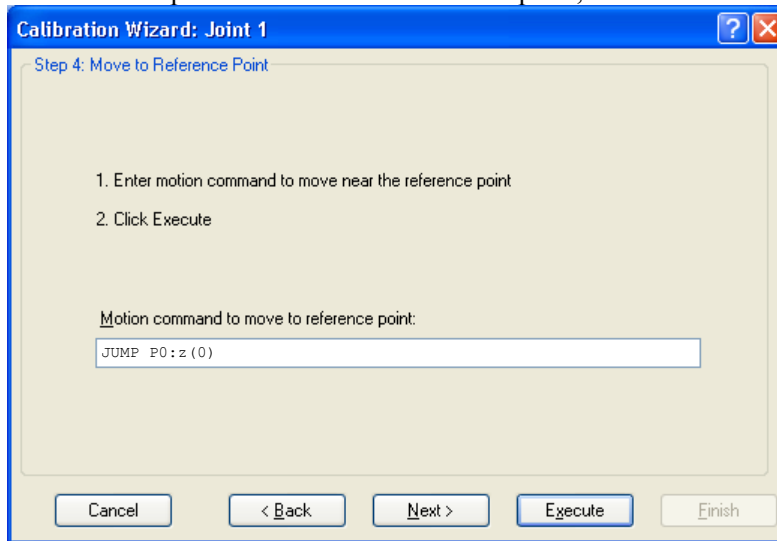 Calibration Wizard: Joint 1
Step 4: Move to Reference Point
1. Enter motion command to move near the reference point
2. Click Execute
Motion command to move to reference point:
JUMP P0:z(0)
Cancel
< Back
Next >
Execute
Finish